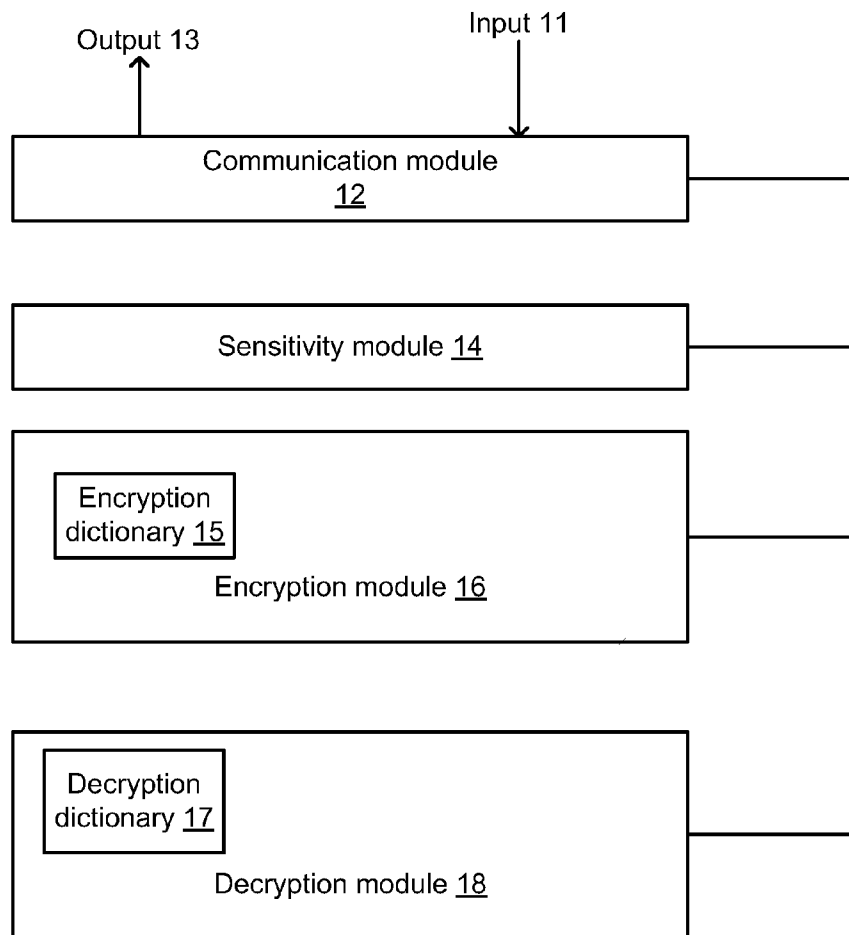 Output 13
Input 11
Communication module
12
Sensitivity module 14
Encryption
dictionary 15
Encryption module 16
Decryption
dictionary 17
Decryption module 18